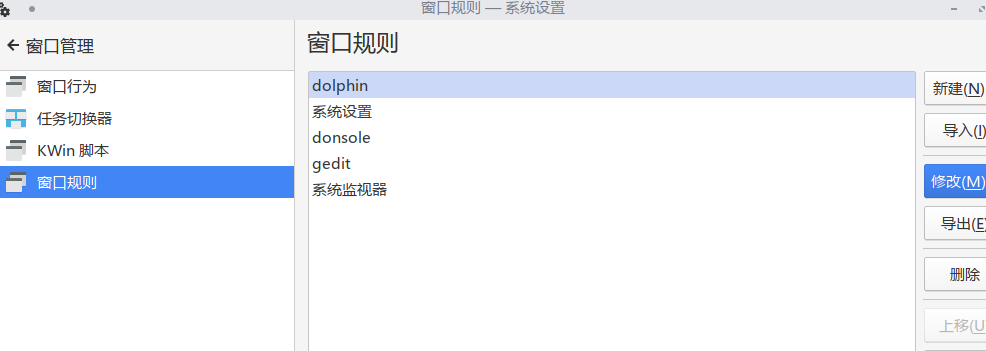 窗口规则 — 系统设置
窗口管理
窗口行为
任务切换器
KWin 脚本
窗口规则
窗口规则
dolphin
系统设置
donsole
gedit
系统监视器
新建(N)
导入(I)
修改(M)
导出(E)
删除
上移(U